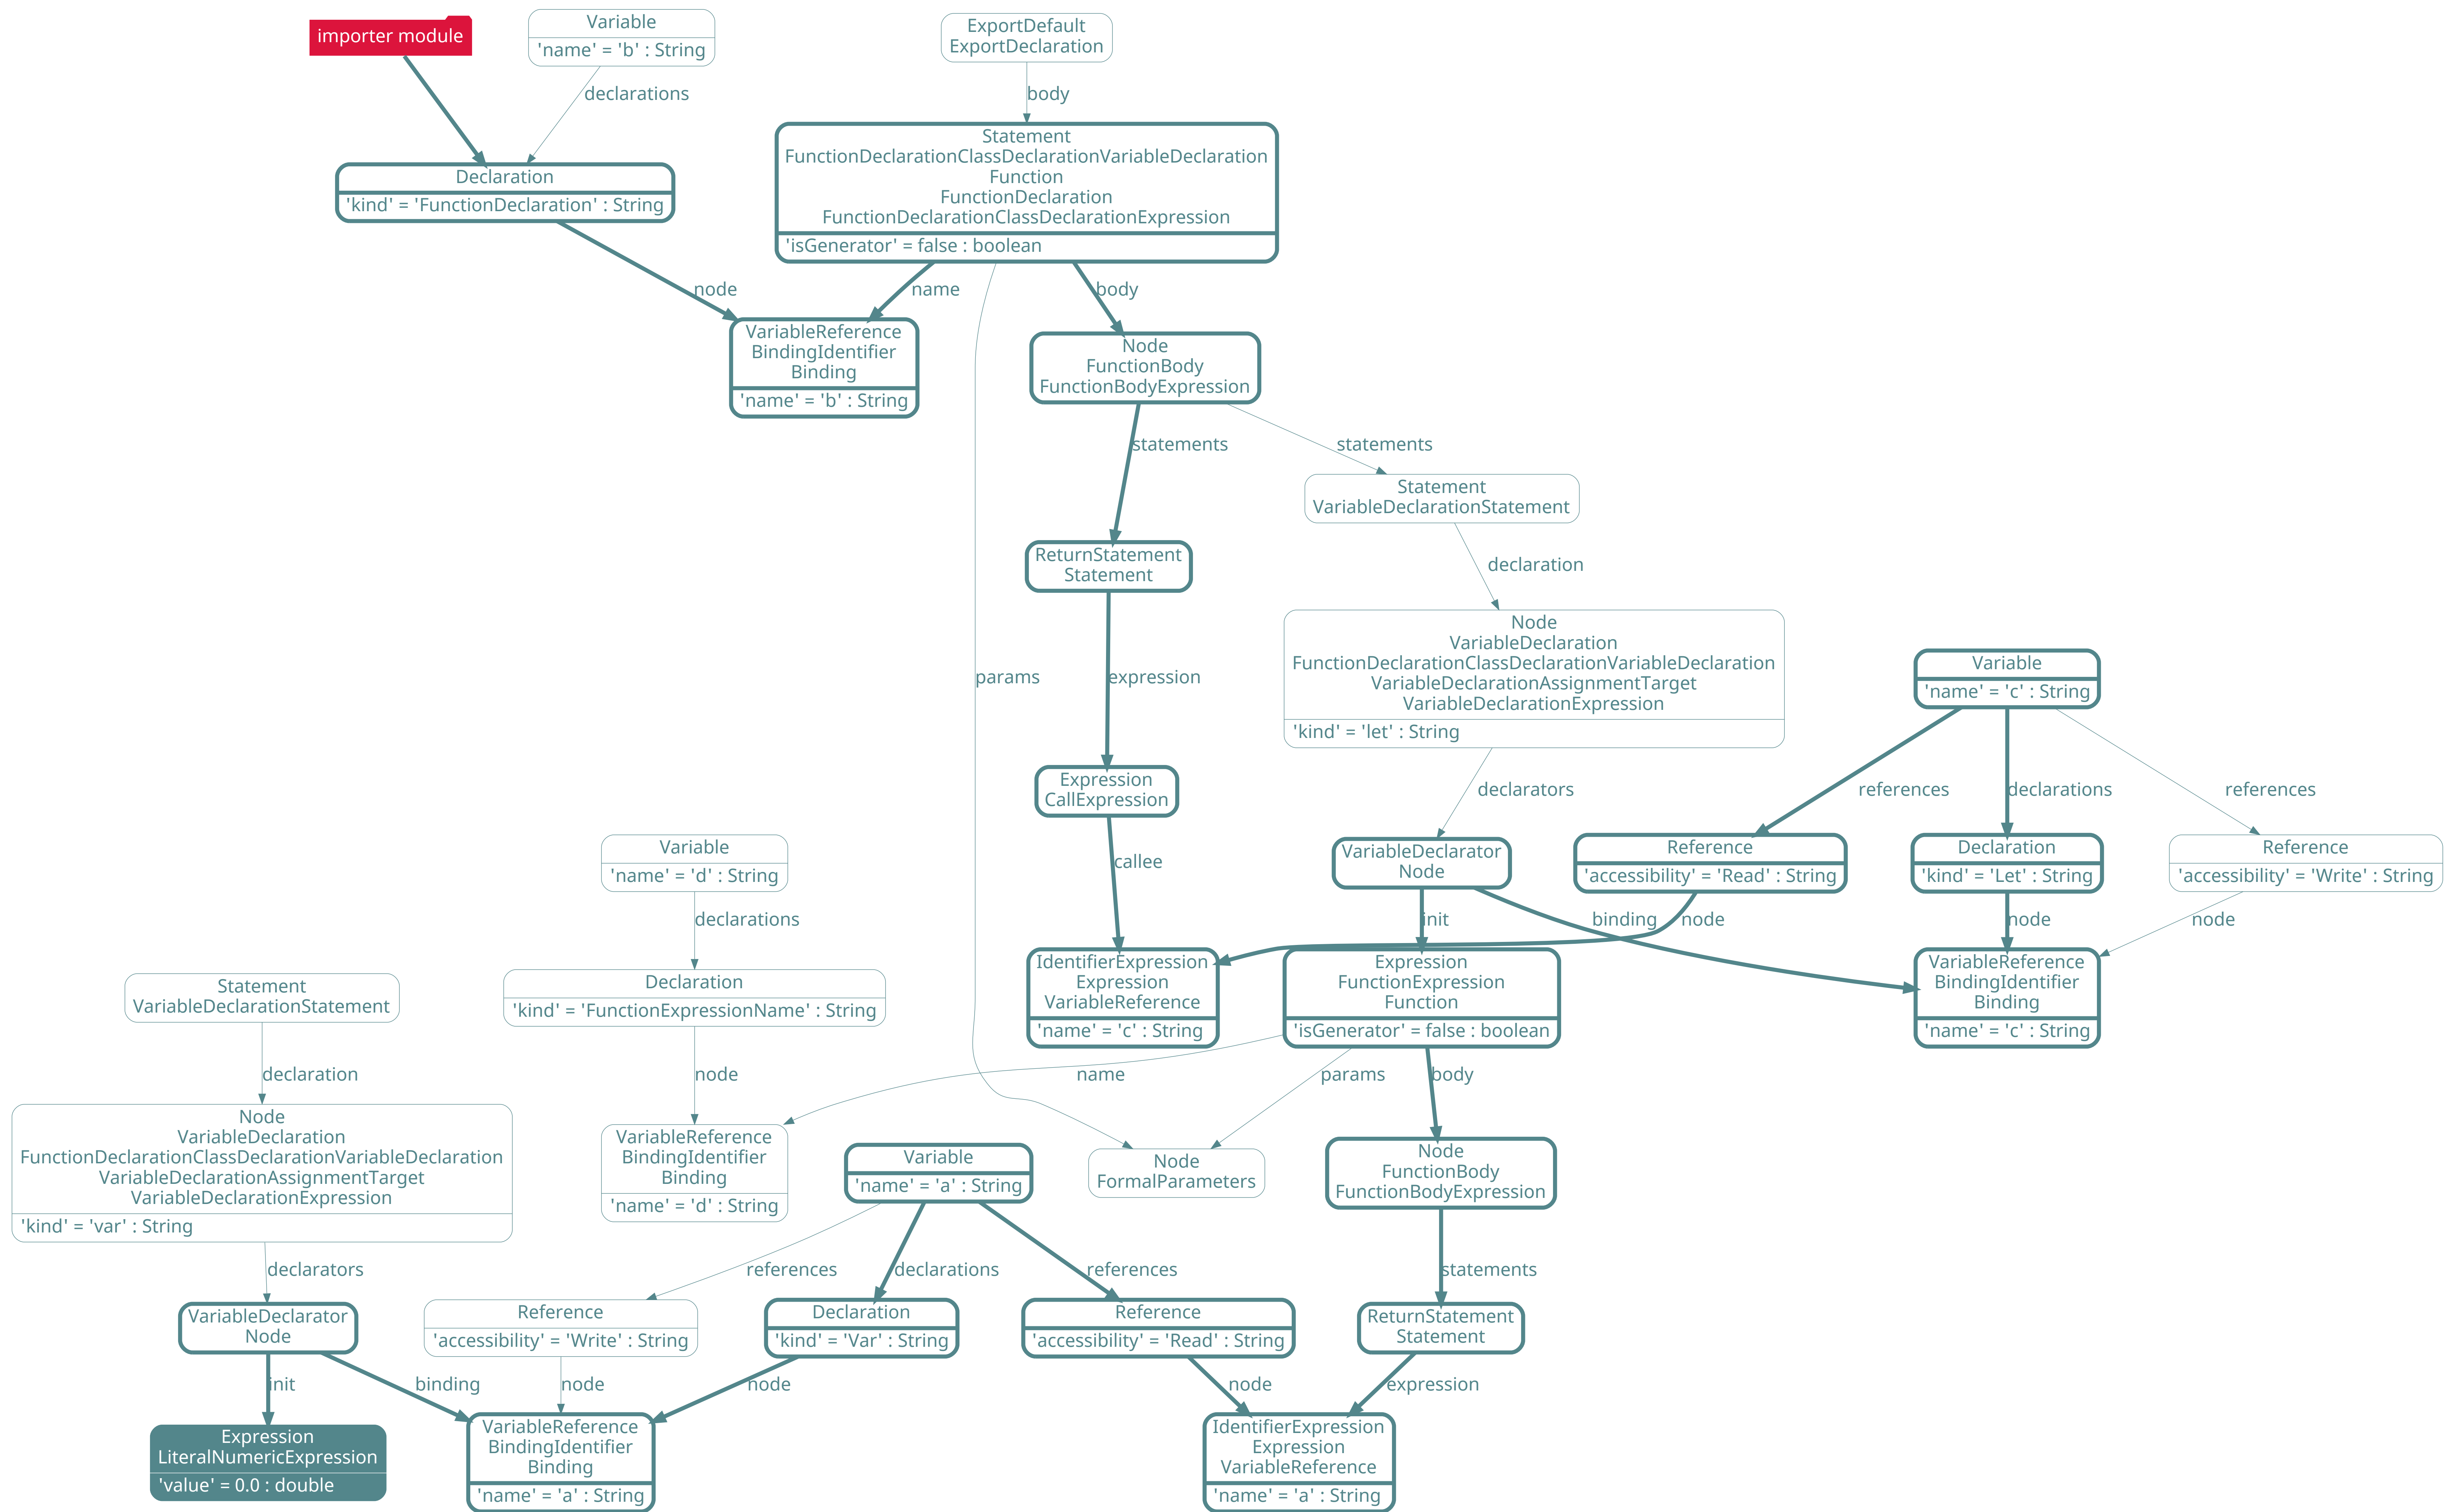 importer module
Variable
'name' = 'b' : String
ExportDefault
ExportDeclaration
declarations
body
Declaration
'kind' = 'FunctionDeclaration' : String
Statement
FunctionDeclarationClassDeclarationVariableDeclaration
Function
FunctionDeclaration
FunctionDeclarationClassDeclarationExpression
'isGenerator' = false : boolean
node
name
body
VariableReference
BindingIdentifier
Binding
'name' = 'b' : String
Node
FunctionBody
FunctionBodyExpression
statements
statements
Statement
VariableDeclarationStatement
ReturnStatement
Statement
declaration
params
expression
Node
VariableDeclaration
FunctionDeclarationClassDeclarationVariableDeclaration
VariableDeclarationAssignmentTarget
VariableDeclarationExpression
'kind' = 'let' : String
Variable
'name' = 'c' : String
Expression
CallExpression
declarators
references
declarations
references
Variable
'name' = 'd' : String
callee
VariableDeclarator
Node
Reference
'accessibility' = 'Read' : String
Declaration
'kind' = 'Let' : String
Reference
'accessibility' = 'Write' : String
declarations
init
binding
node
node
node
Statement
VariableDeclarationStatement
Declaration
'kind' = 'FunctionExpressionName' : String
IdentifierExpression
Expression
VariableReference
'name' = 'c' : String
Expression
FunctionExpression
Function
'isGenerator' = false : boolean
VariableReference
BindingIdentifier
Binding
'name' = 'c' : String
declaration
node
name
params
body
Node
VariableDeclaration
FunctionDeclarationClassDeclarationVariableDeclaration
VariableDeclarationAssignmentTarget
VariableDeclarationExpression
'kind' = 'var' : String
VariableReference
BindingIdentifier
Binding
'name' = 'd' : String
Variable
'name' = 'a' : String
Node
FormalParameters
Node
FunctionBody
FunctionBodyExpression
declarators
references
declarations
references
statements
VariableDeclarator
Node
Reference
'accessibility' = 'Write' : String
Declaration
'kind' = 'Var' : String
Reference
'accessibility' = 'Read' : String
ReturnStatement
Statement
init
binding
node
node
node
expression
Expression
LiteralNumericExpression
'value' = 0.0 : double
VariableReference
BindingIdentifier
Binding
'name' = 'a' : String
IdentifierExpression
Expression
VariableReference
'name' = 'a' : String